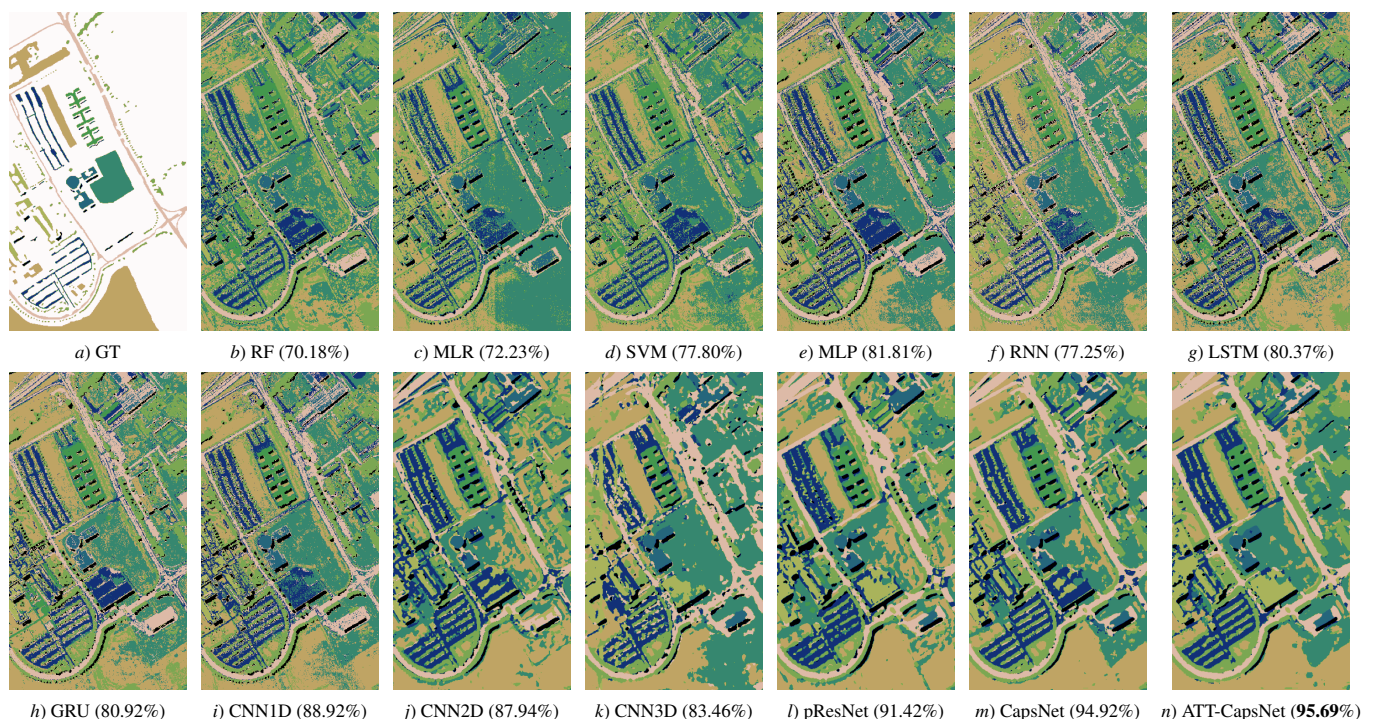 a) GT b) RF (70.18%) c) MLR (72.23%) d) SVM (77.80%) e) MLP (81.81%) f) RNN (77.25%) g) LSTM (80.37%)
h) GRU (80.92%) i) CNN1D (88.92%) j) CNN2D (87.94%) k) CNN3D (83.46%) l) pResNet (91.42%) m) CapsNet (94.92%) n) ATT-CapsNet (95.69%)